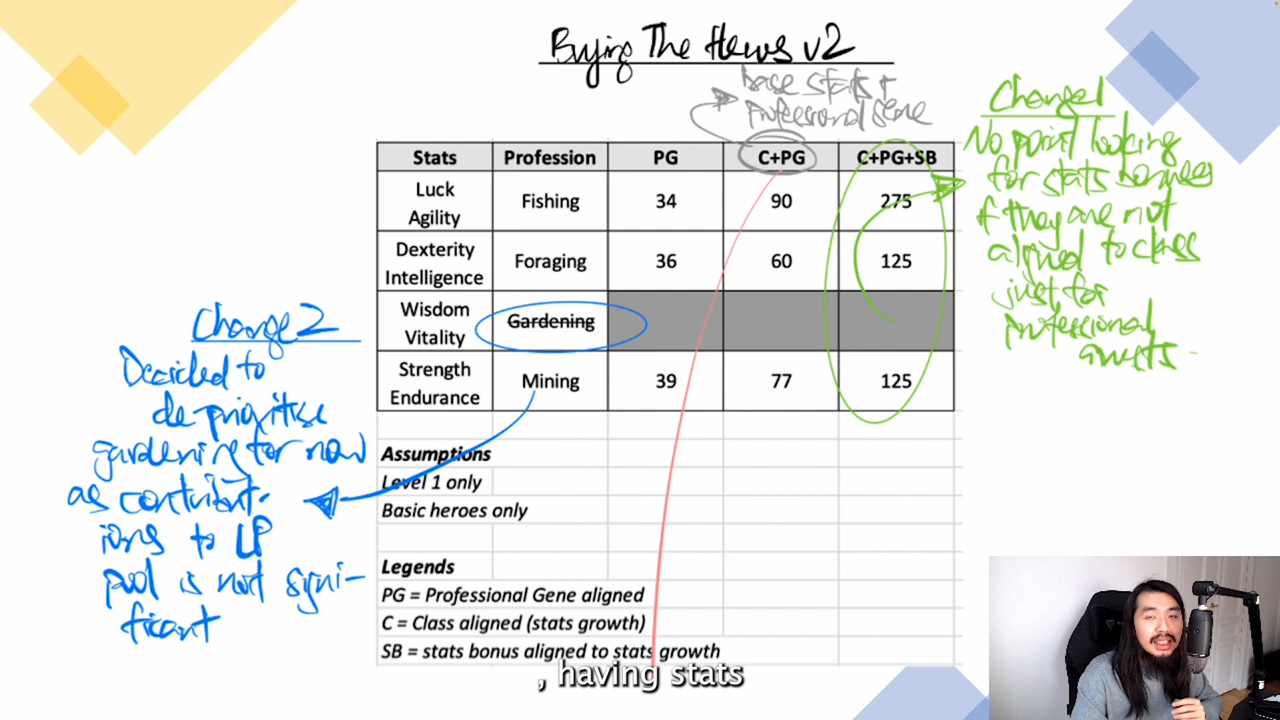 Buying The Hews v2
base stats +
Professional Gene
Stats Profession PG C+PG C+PG+SB
Luck
Agility
Fishing 34 90 275
Dexterity
Intelligence
Foraging 36 60 125
Wisdom
Vitality
Gardening
Strength
Endurance
Mining 39 77 125
Assumptions
Level 1 only
Basic heroes only
Legends
PG = Professional Gene aligned
C = Class aligned (stats growth)
SB = stats bonus aligned to stats growth
Change 1
No point looking
for stats bonuses
if they are not
aligned to class
just for
professional
quests.
Change 2
Decided to
de-prioritise
gardening for now
as contribut-
ions to LP
pool is not signi-
ficant
, having stats